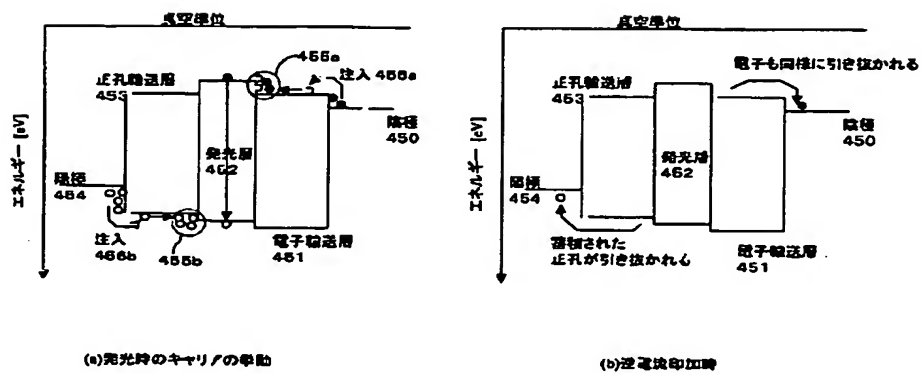 真空準位
455a
注入 456a
正孔輸送層
453
陰極
450
エネルギー [eV]
発光層
452
陽極
454
注入
456b
455b
電子輸送層
451
(a)発光時のキャリアの挙動
真空準位
電子も同様に引き抜かれる
正孔輸送層
453
陰極
450
エネルギー [eV]
発光層
452
陽極
454
蓄積された
正孔が引き抜かれる
電子輸送層
451
(b)逆電流印加時